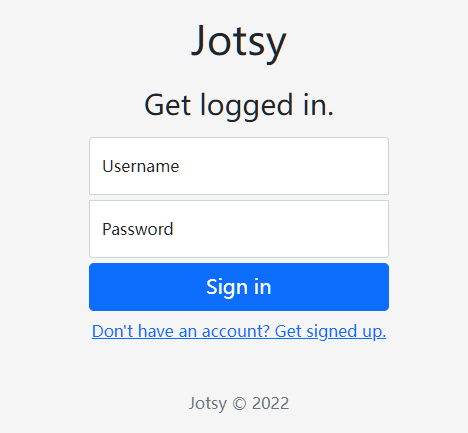 Jotsy
Get logged in.
Username
Password
Sign in
Don't have an account? Get signed up.
Jotsy © 2022